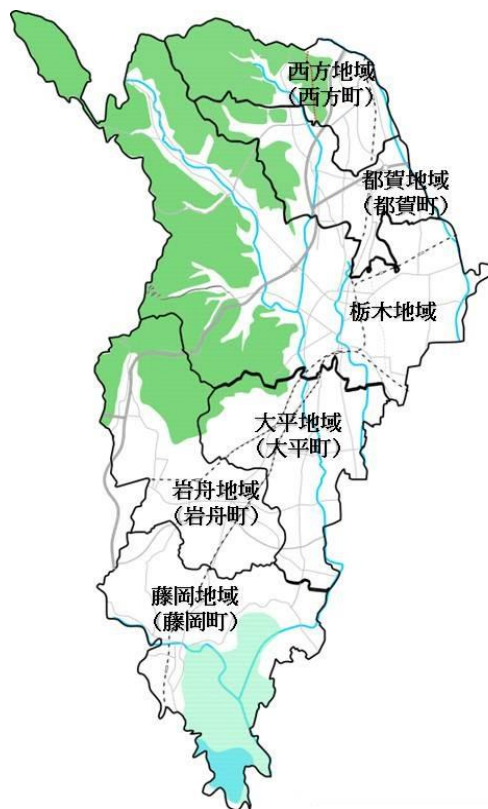 西方地域
(西方町)
都賀地域
(都賀町)
栃木地域
大平地域
(大平町)
岩舟地域
(岩舟町)
藤岡地域
(藤岡町)